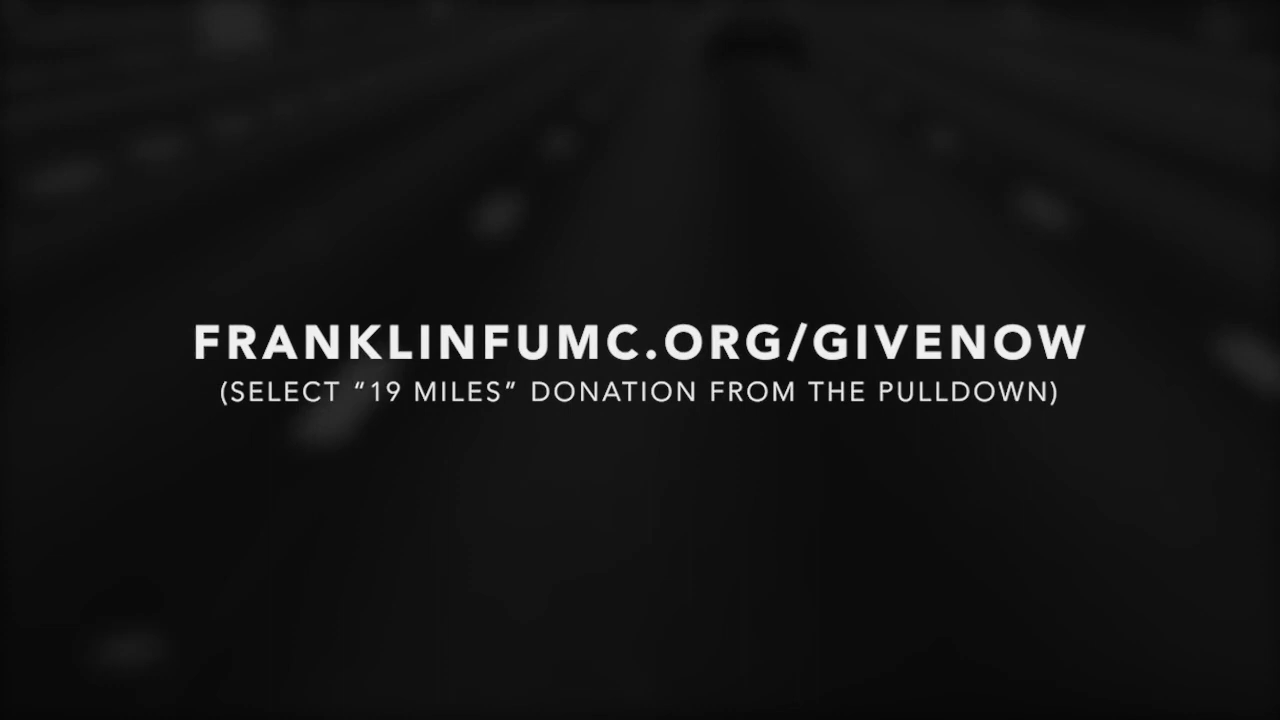 FRANKLINFUMC.ORG/GIVENOW
(SELECT “19 MILES” DONATION FROM THE PULLDOWN)